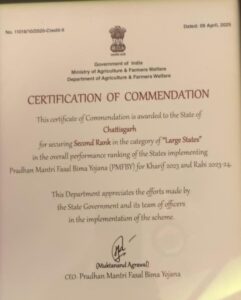 No. 11019/10/2025-Credit-II
Dated: 09 April, 2025
Government of India
Ministry of Agriculture & Farmers Welfare
Department of Agriculture & Farmers Welfare
CERTIFICATION OF COMMENDATION
This certificate of Commendation is awarded to the State of
Chattisgarh
for securing Second Rank in the category of "Large States"
in the overall performance ranking of the States implementing
Pradhan Mantri Fasal Bima Yojana (PMFBY) for Kharif 2023 and Rabi 2023-24.
This Department appreciates the efforts made by
the State Government and its team of officers
in the implementation of the scheme.
(Muktanand Agrawal)
CEO Pradhan Mantri Fasal Bima Yojana